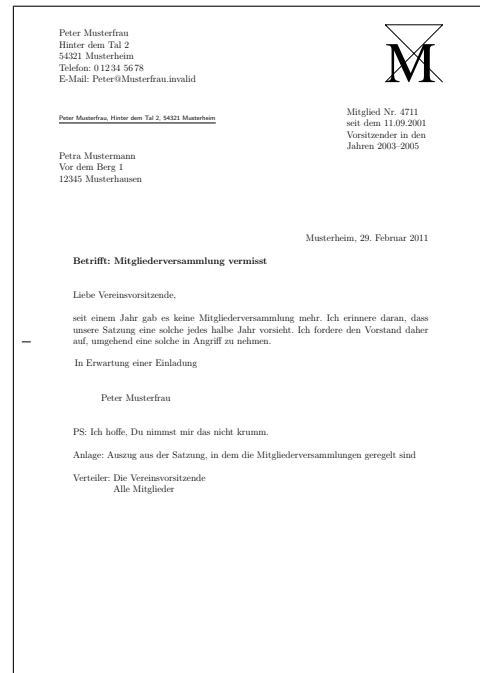 Peter Musterfrau
Hinter dem Tal 2
54321 Musterheim
Telefon: 0 12 34 56 78
E-Mail: Peter@Musterfrau.invalid
M
Peter Musterfrau, Hinter dem Tal 2, 54321 Musterheim
Mitglied Nr. 4711
seit dem 11.09.2001
Vorsitzender in den
Jahren 2003–2005
Petra Mustermann
Vor dem Berg 1
12345 Musterhausen
Musterheim, 29. Februar 2011
Betrifft: Mitgliederversammlung vermisst
Liebe Vereinsvorsitzende,
seit einem Jahr gab es keine Mitgliederversammlung mehr. Ich erinnere daran, dass
unsere Satzung eine solche jedes halbe Jahr vorsieht. Ich fordere den Vorstand daher
auf, umgehend eine solche in Angriff zu nehmen.
In Erwartung einer Einladung
Peter Musterfrau
PS: Ich hoffe, Du nimmst mir das nicht krumm.
Anlage: Auszug aus der Satzung, in dem die Mitgliederversammlungen geregelt sind
Verteiler: Die Vereinsvorsitzende
Alle Mitglieder